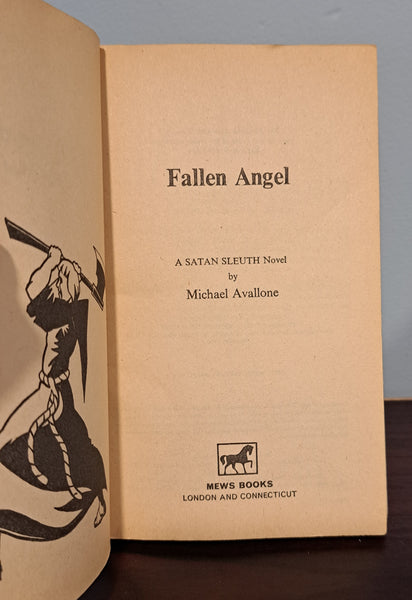 Fallen Angel
A SATAN SLEUTH Novel
by
Michael Avallone
MEWS BOOKS
LONDON AND CONNECTICUT